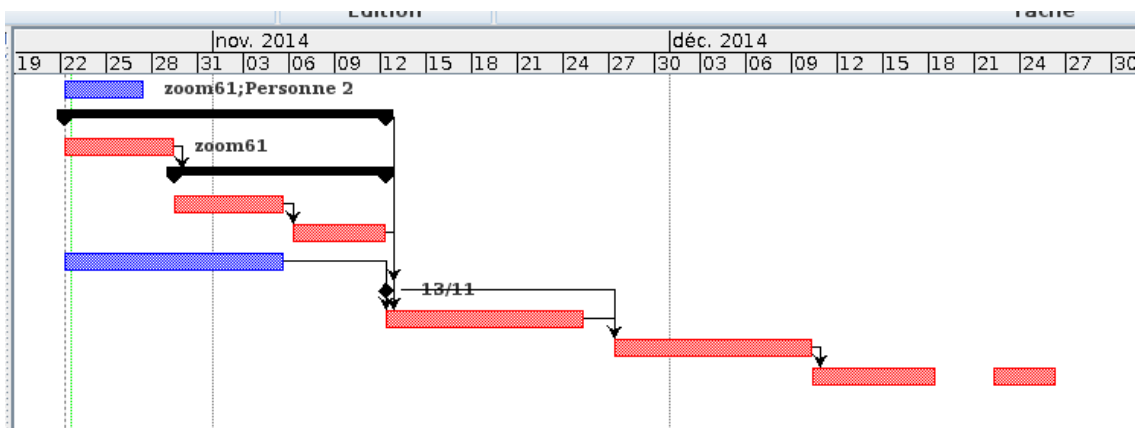 Edition Tâche
nov. 2014 déc. 2014
19 22 25 28 31 03 06 09 12 15 18 21 24 27 30 03 06 09 12 15 18 21 24 27 30
zoom61;Personne 2
zoom61
13/11